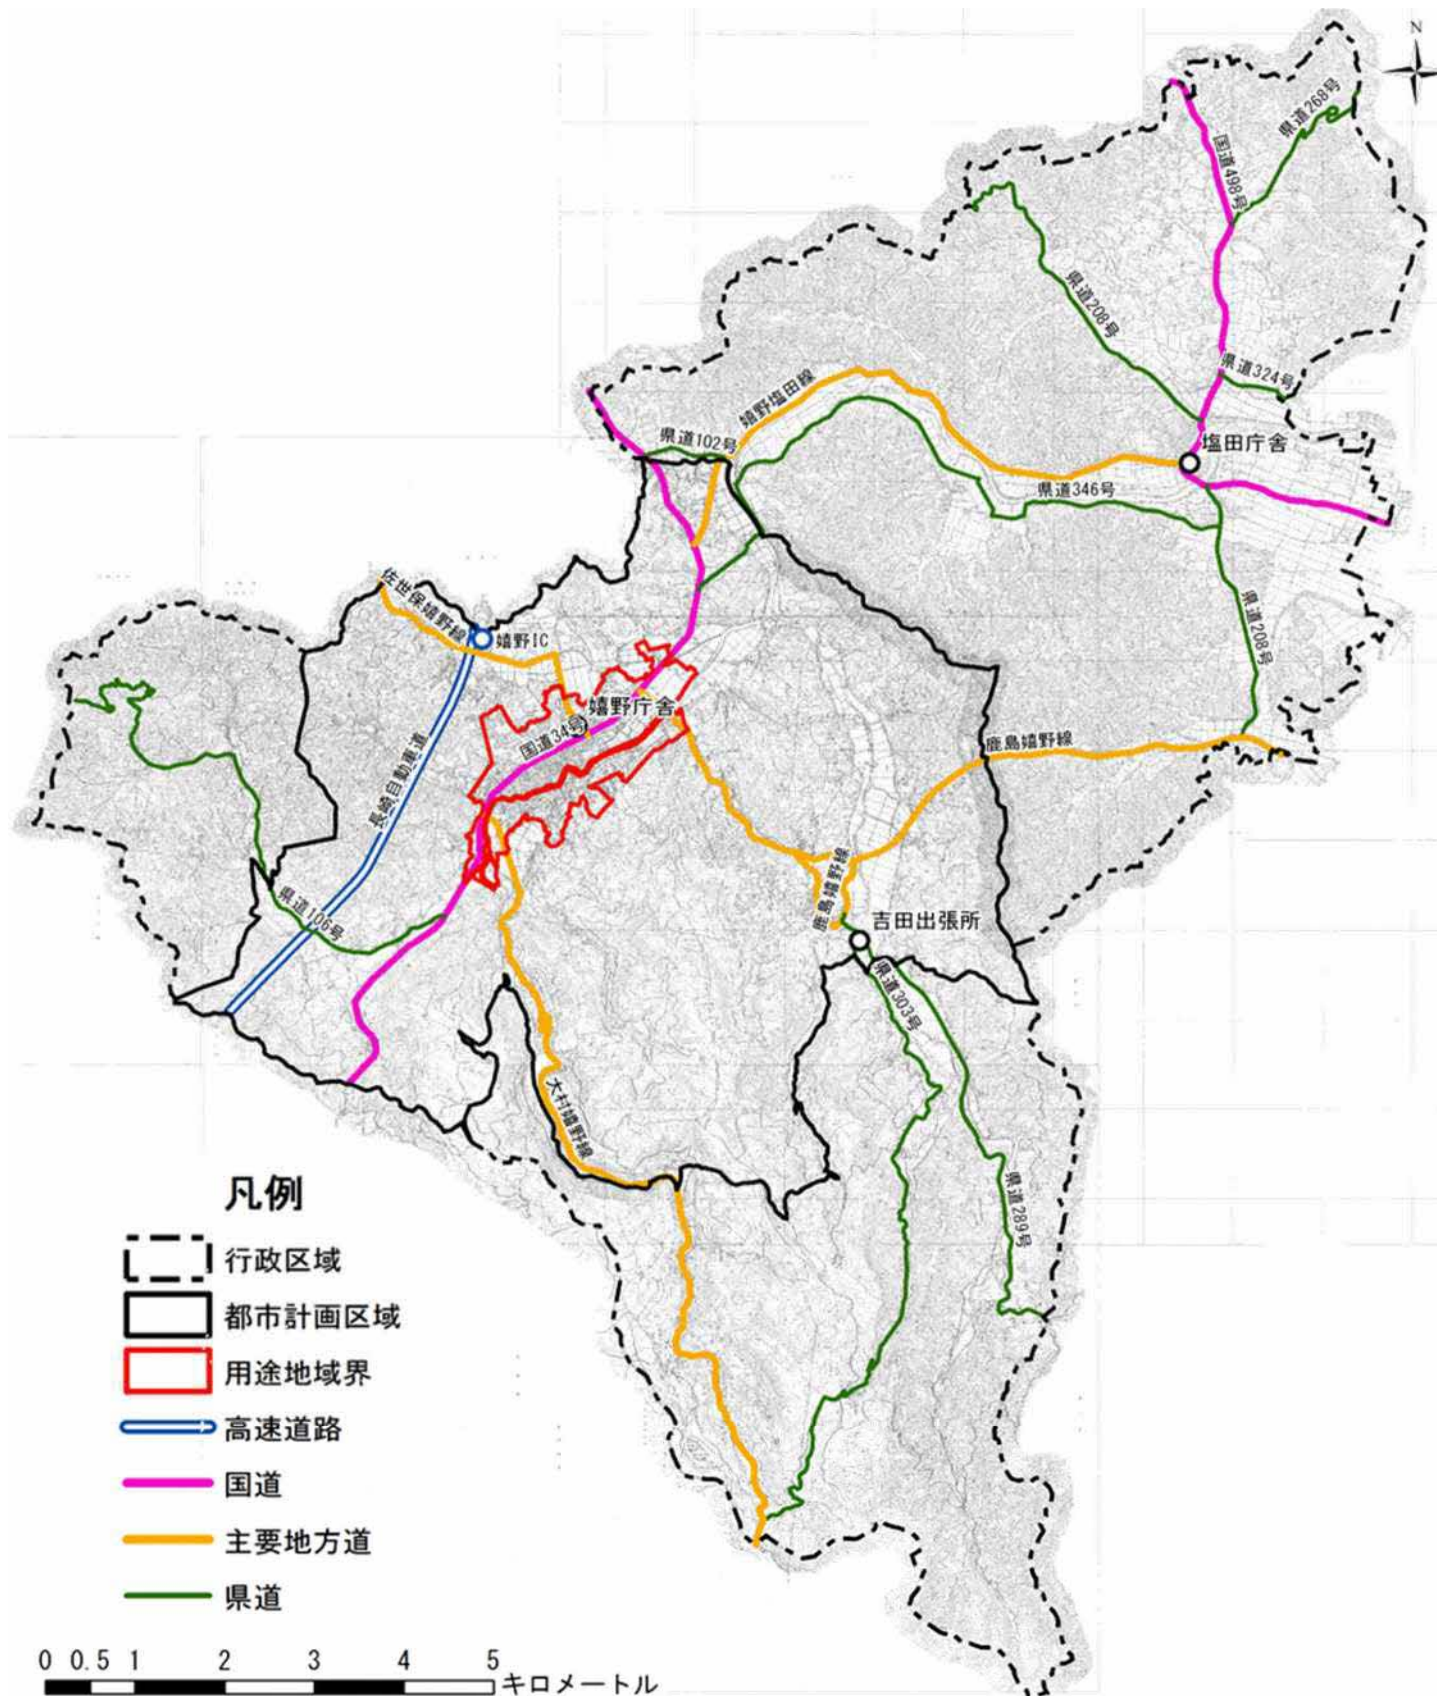 N
県道268号
国道498号
県道208号
県道324号
嬉野塩田線
県道102号
塩田庁舎
県道346号
佐世保嬉野線
嬉野IC
県道208号
嬉野庁舎
国道34号
鹿島嬉野線
長崎自動車道
鹿島嬉野線
県道106号
吉田出張所
県道303号
大村嬉野線
県道289号
凡例
行政区域
都市計画区域
用途地域界
高速道路
国道
主要地方道
県道
0 0.5 1 2 3 4 5
キロメートル